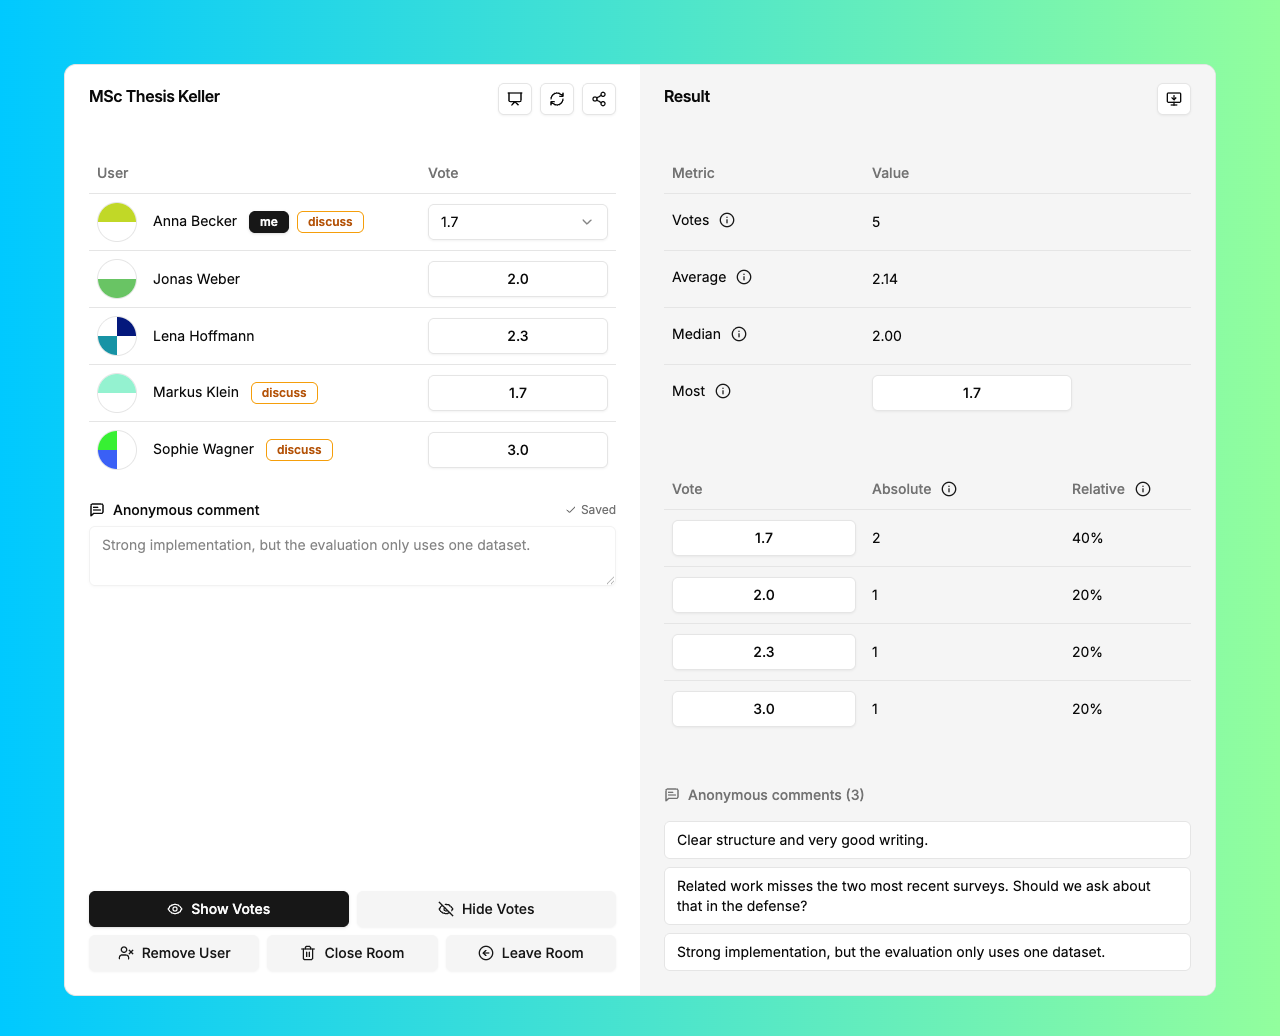 MSc Thesis Keller
User Vote
Anna Becker me discuss 1.7
Jonas Weber 2.0
Lena Hoffmann 2.3
Markus Klein discuss 1.7
Sophie Wagner discuss 3.0
Anonymous comment Saved
Strong implementation, but the evaluation only uses one dataset.
Show Votes Hide Votes
Remove User Close Room Leave Room
Result
Metric Value
Votes 5
Average 2.14
Median 2.00
Most 1.7
Vote Absolute Relative
1.7 2 40%
2.0 1 20%
2.3 1 20%
3.0 1 20%
Anonymous comments (3)
Clear structure and very good writing.
Related work misses the two most recent surveys. Should we ask about
that in the defense?
Strong implementation, but the evaluation only uses one dataset.